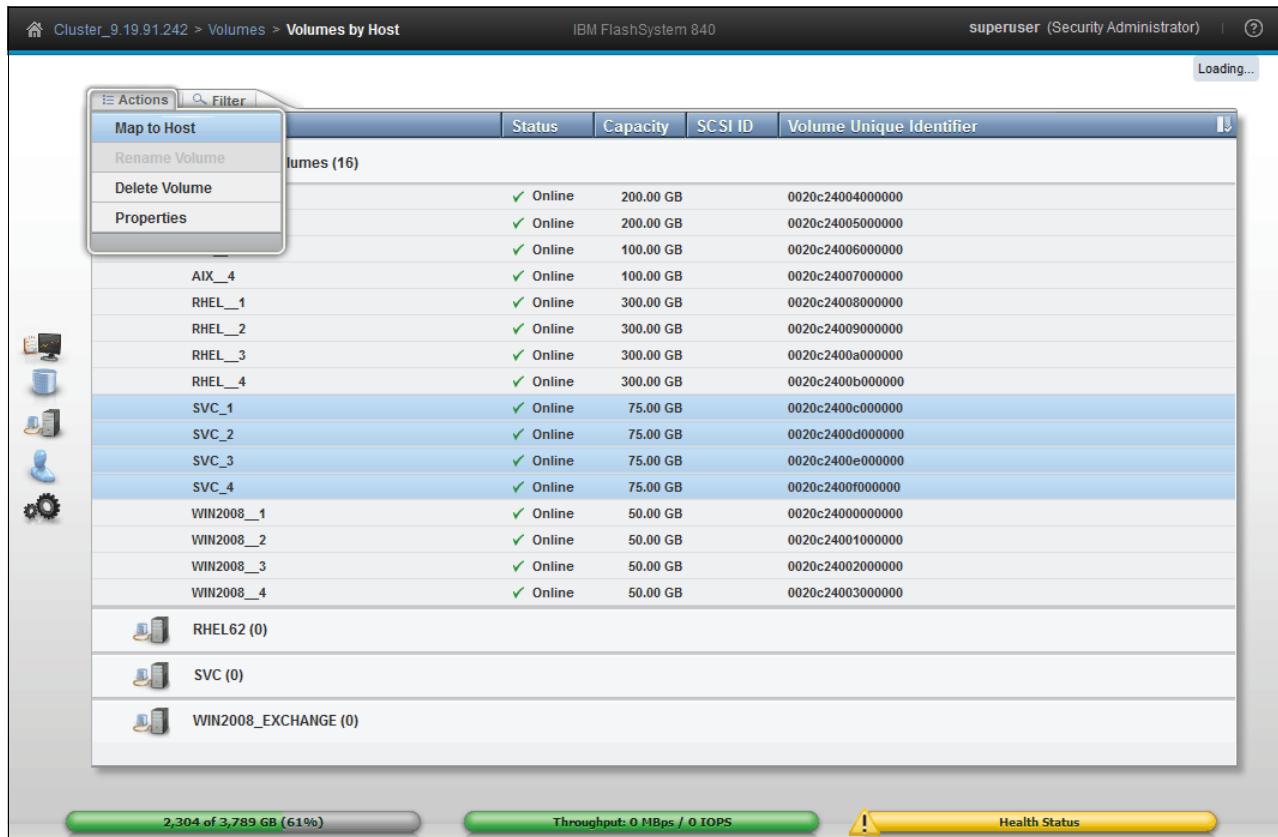 Cluster_9.19.91.242 > Volumes > Volumes by Host IBM FlashSystem 840 superuser (Security Administrator) | ?
Loading...
Actions Filter
Map to Host Status Capacity SCSI ID Volume Unique Identifier
Rename Volume lumes (16)
Delete Volume ✓ Online 200.00 GB 0020c24004000000
Properties ✓ Online 200.00 GB 0020c24005000000
✓ Online 100.00 GB 0020c24006000000
AIX__4 ✓ Online 100.00 GB 0020c24007000000
RHEL__1 ✓ Online 300.00 GB 0020c24008000000
RHEL__2 ✓ Online 300.00 GB 0020c24009000000
RHEL__3 ✓ Online 300.00 GB 0020c2400a000000
RHEL__4 ✓ Online 300.00 GB 0020c2400b000000
SVC_1 ✓ Online 75.00 GB 0020c2400c000000
SVC_2 ✓ Online 75.00 GB 0020c2400d000000
SVC_3 ✓ Online 75.00 GB 0020c2400e000000
SVC_4 ✓ Online 75.00 GB 0020c2400f000000
WIN2008__1 ✓ Online 50.00 GB 0020c24000000000
WIN2008__2 ✓ Online 50.00 GB 0020c24001000000
WIN2008__3 ✓ Online 50.00 GB 0020c24002000000
WIN2008__4 ✓ Online 50.00 GB 0020c24003000000
RHEL62 (0)
SVC (0)
WIN2008_EXCHANGE (0)
2,304 of 3,789 GB (61%) Throughput: 0 MBps / 0 IOPS Health Status